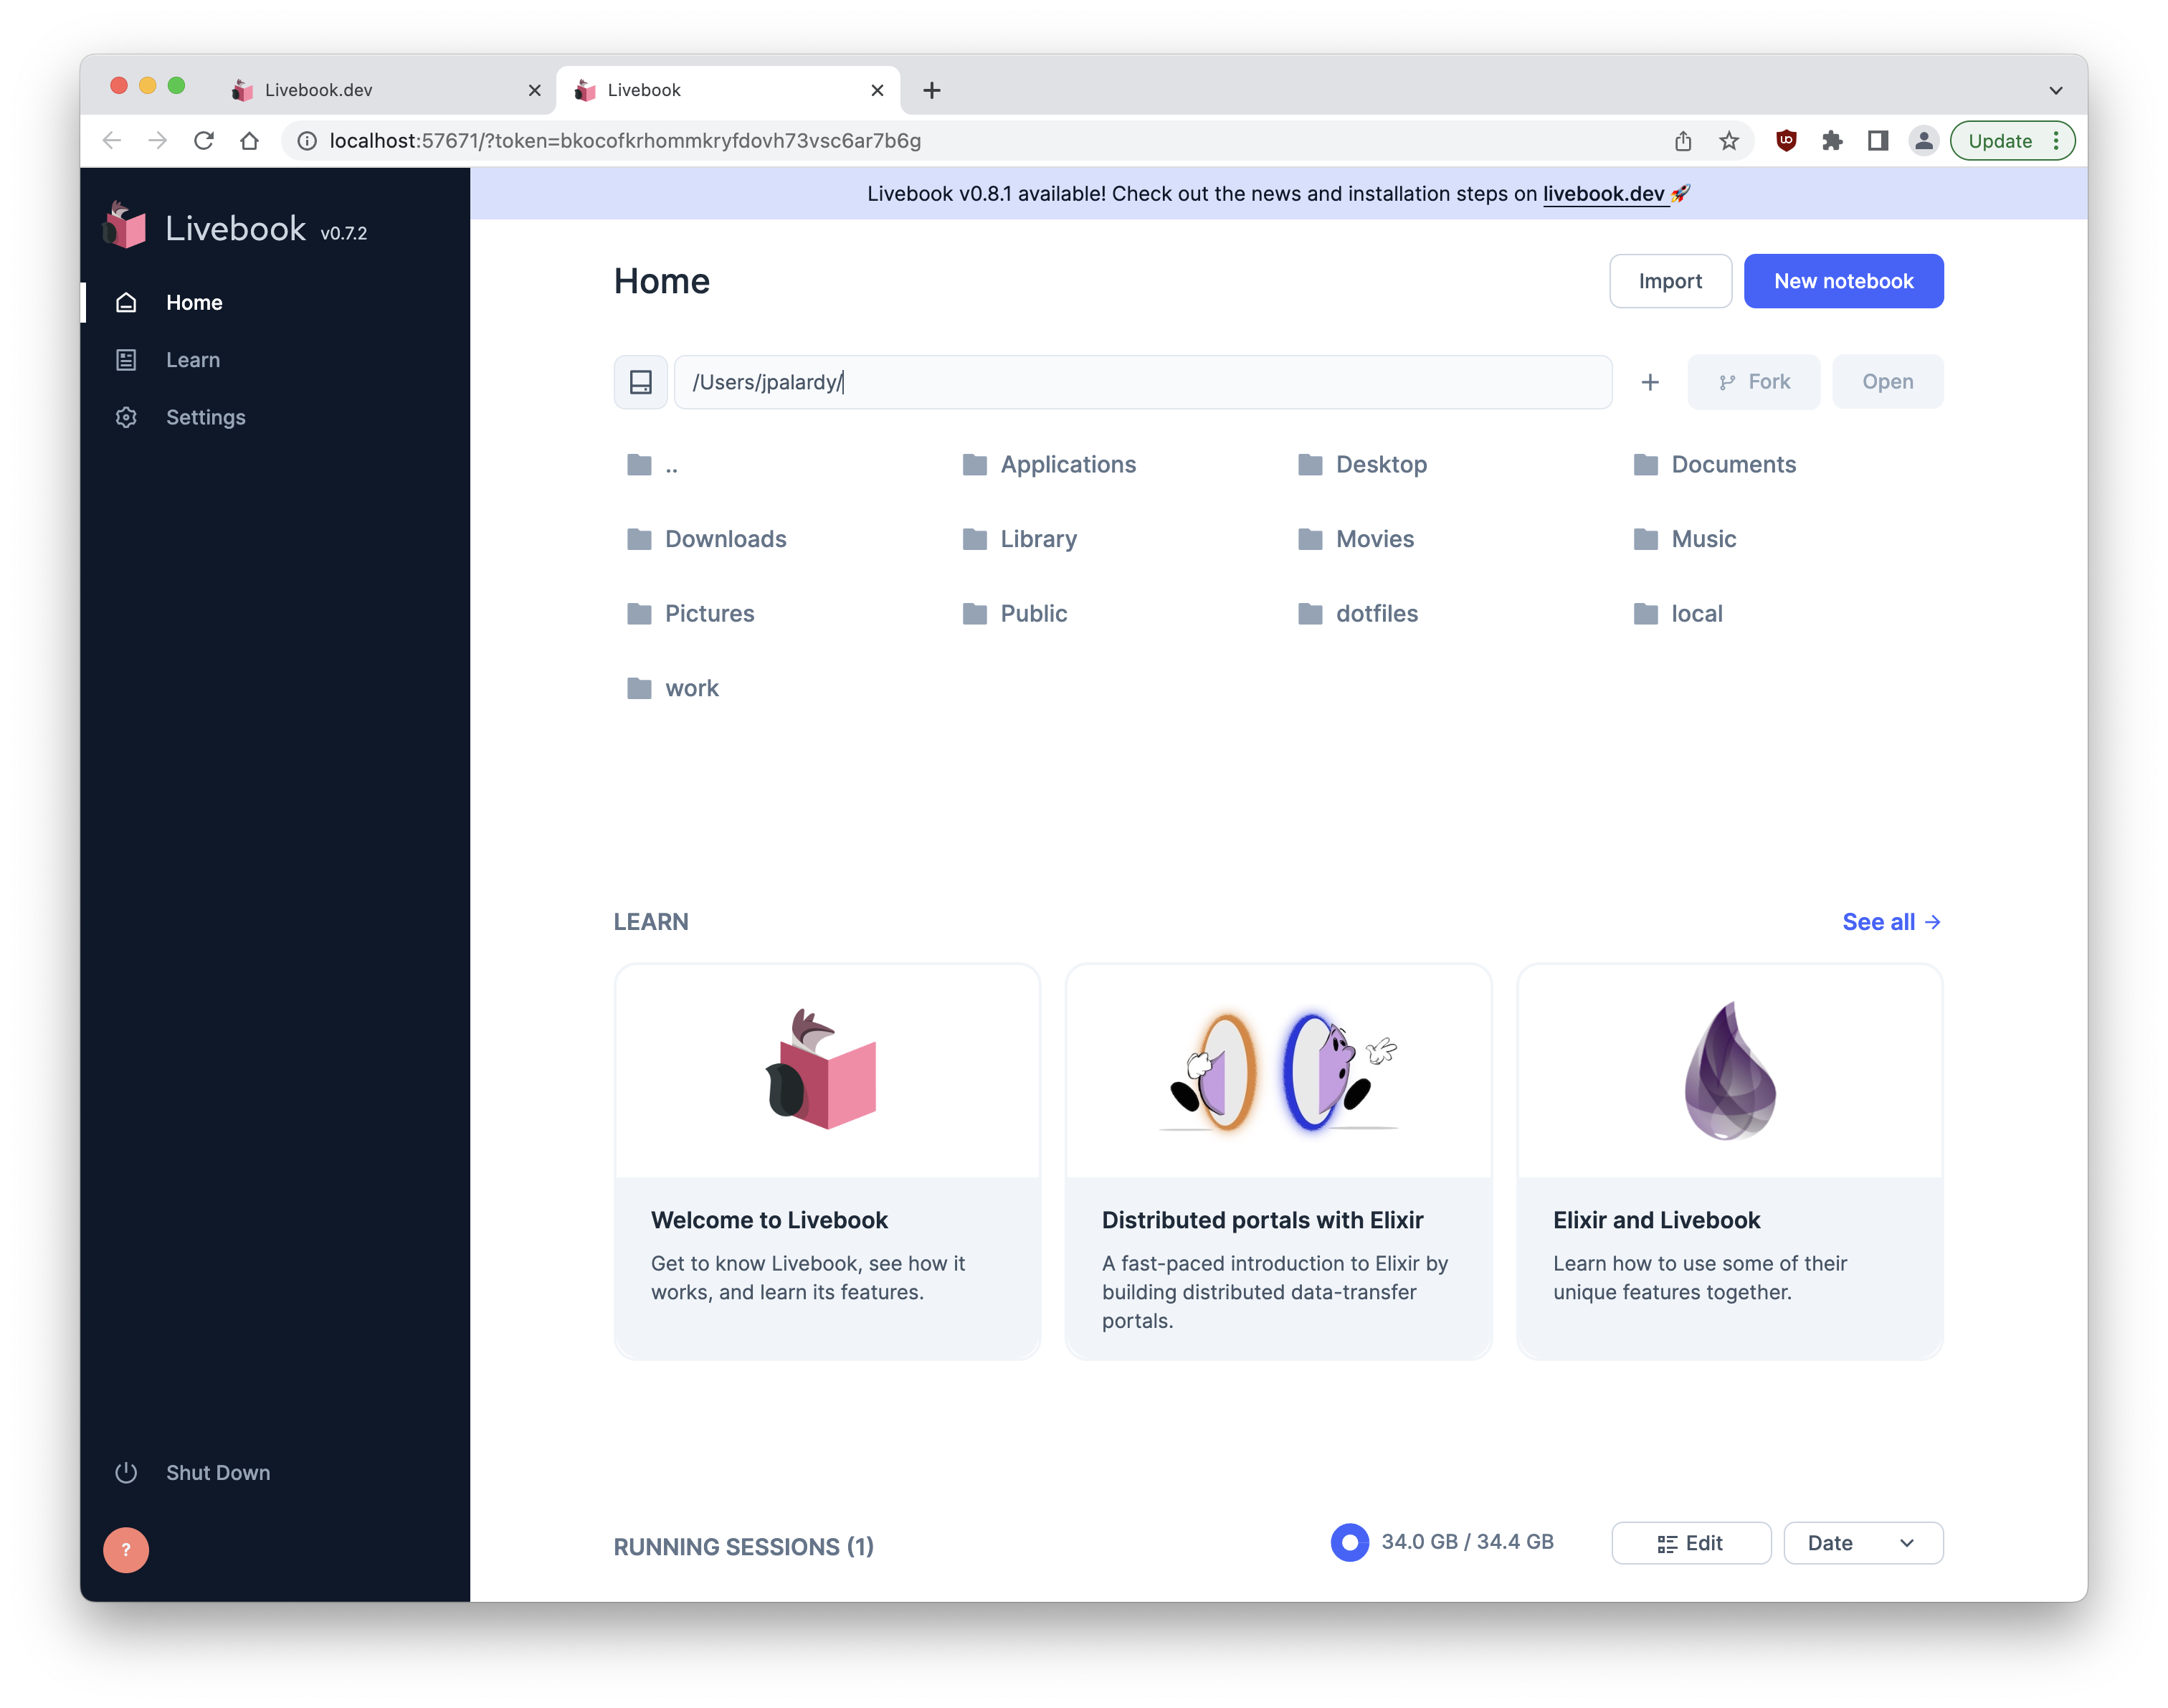 Livebook.dev
Livebook
localhost:57671/?token=bkocofkrhommkryfdovh73vsc6ar7b6g
Update
Livebook v0.7.2
Home
Learn
Settings
Shut Down
?
Livebook v0.8.1 available! Check out the news and installation steps on livebook.dev 🚀
Home
Import
New notebook
/Users/jpalardy/
Fork
Open
..
Applications
Desktop
Documents
Downloads
Library
Movies
Music
Pictures
Public
dotfiles
local
work
LEARN
See all →
Welcome to Livebook
Get to know Livebook, see how it
works, and learn its features.
Distributed portals with Elixir
A fast-paced introduction to Elixir by
building distributed data-transfer
portals.
Elixir and Livebook
Learn how to use some of their
unique features together.
RUNNING SESSIONS (1)
34.0 GB / 34.4 GB
Edit
Date